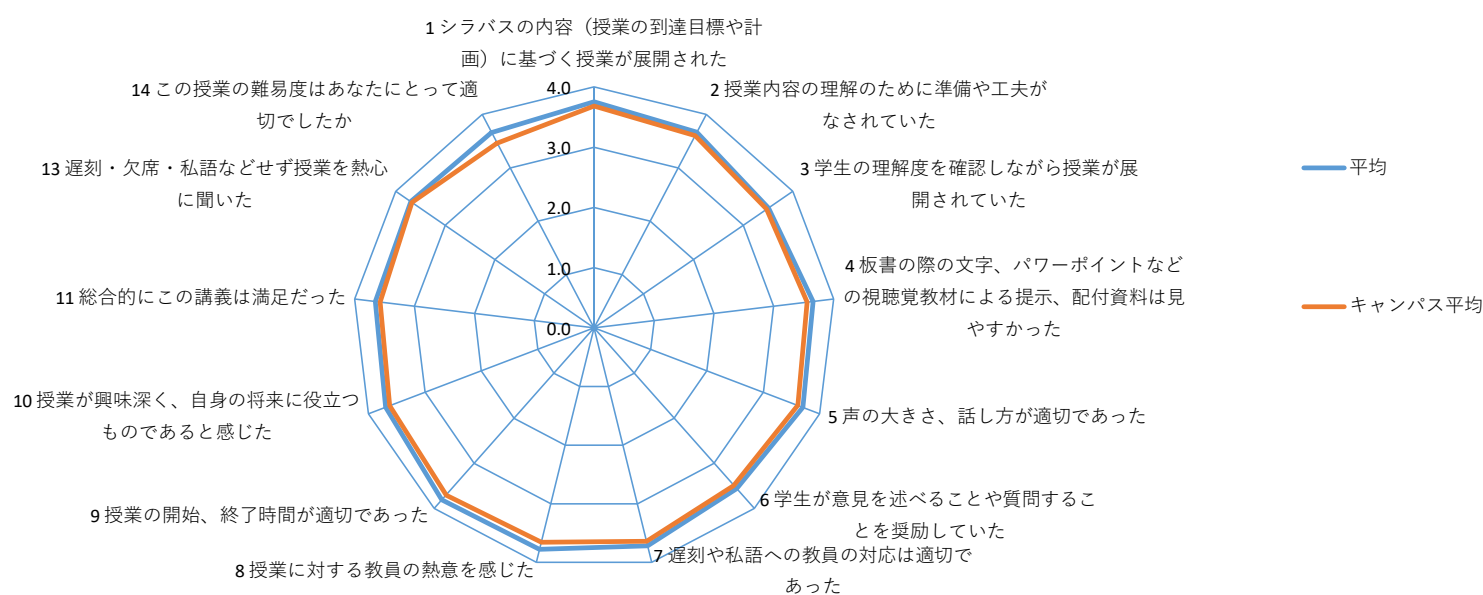 1 シラバスの内容（授業の到達目標や計
画）に基づく授業が展開された
2 授業内容の理解のために準備や工夫が
なされていた
3 学生の理解度を確認しながら授業が展
開されていた
4 板書の際の文字、パワーポイントなど
の視聴覚教材による提示、配付資料は見
やすかった
5 声の大きさ、話し方が適切であった
6 学生が意見を述べることや質問するこ
とを奨励していた
7 遅刻や私語への教員の対応は適切で
あった
8 授業に対する教員の熱意を感じた
9 授業の開始、終了時間が適切であった
10 授業が興味深く、自身の将来に役立つ
ものであると感じた
11 総合的にこの講義は満足だった
13 遅刻・欠席・私語などせず授業を熱心
に聞いた
14 この授業の難易度はあなたにとって適
切でしたか
4.0
3.0
2.0
1.0
0.0
平均
キャンパス平均